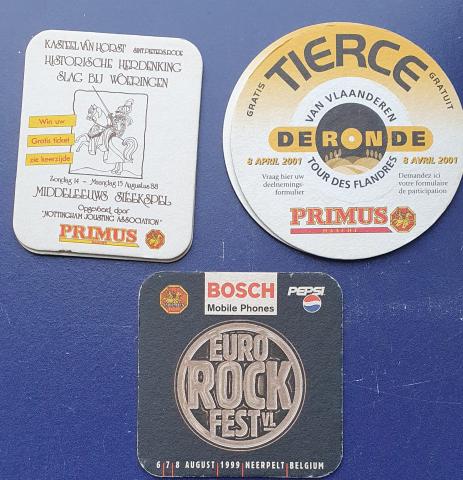 KASTEEL VAN HORST SINT PIETERS RODE
HISTORISCHE HERDENKING
SLAG BIJ WOERINGEN
Win uw
Gratis ticket
zie keerzijde
Zondag 14 - Maandag 15 Augustus 88
MIDDELEEUWS STEEKSPEL
Opgevoerd door
"NOTTINGHAM JOUSTING ASSOCIATION"
PRIMUS
GRATIS TIERCE GRATUIT
VAN VLAANDEREN
DE RONDE
8 APRIL 2001 8 AVRIL 2001
TOUR DES FLANDRES
Vraag hier uw
deelnemings-
formulier
Demandez ici
votre formulaire
de participation
PRIMUS
HAACHT
BOSCH
Mobile Phones
PEPSI
EURO
ROCK
FEST VL
6 7 8 AUGUST 1999 NEERPELT BELGIUM